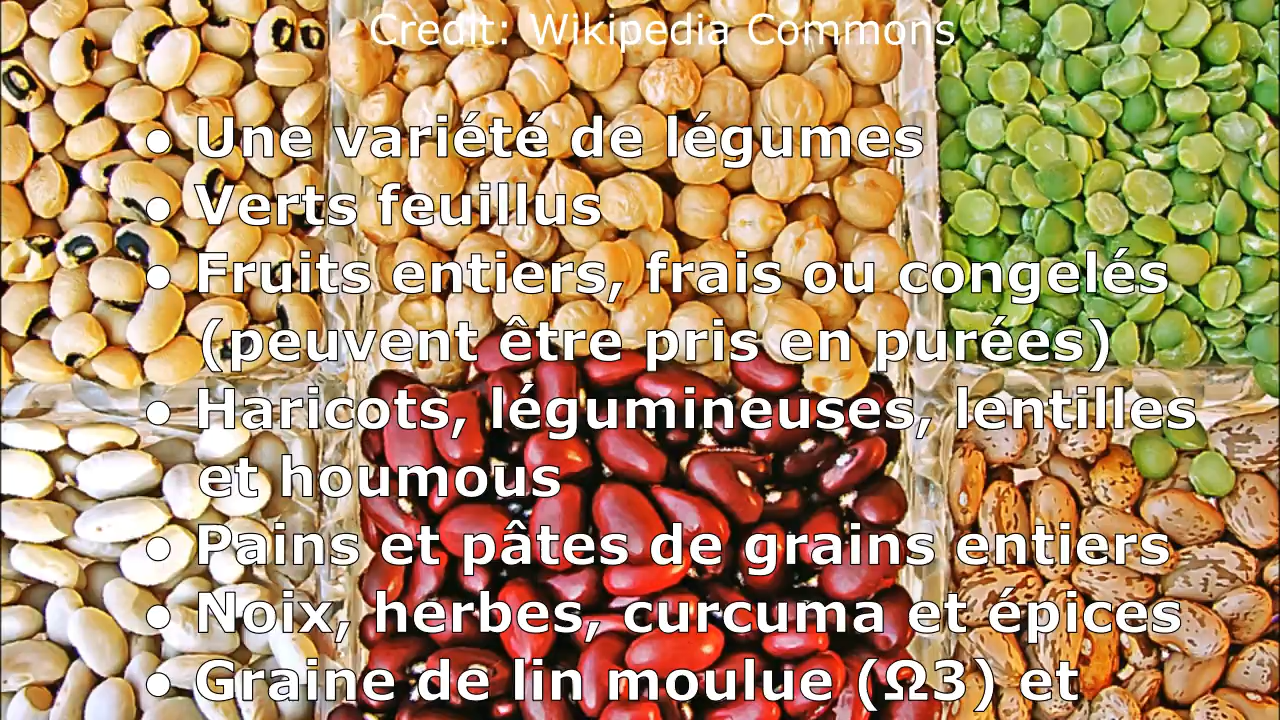 Credit: Wikipedia Commons
• Une variété de légumes
• Verts feuillus
• Fruits entiers, frais ou congelés
(peuvent être pris en purées)
• Haricots, légumineuses, lentilles
et houmous
• Pains et pâtes de grains entiers
• Noix, herbes, curcuma et épices
• Graine de lin moulue (Ω3) et